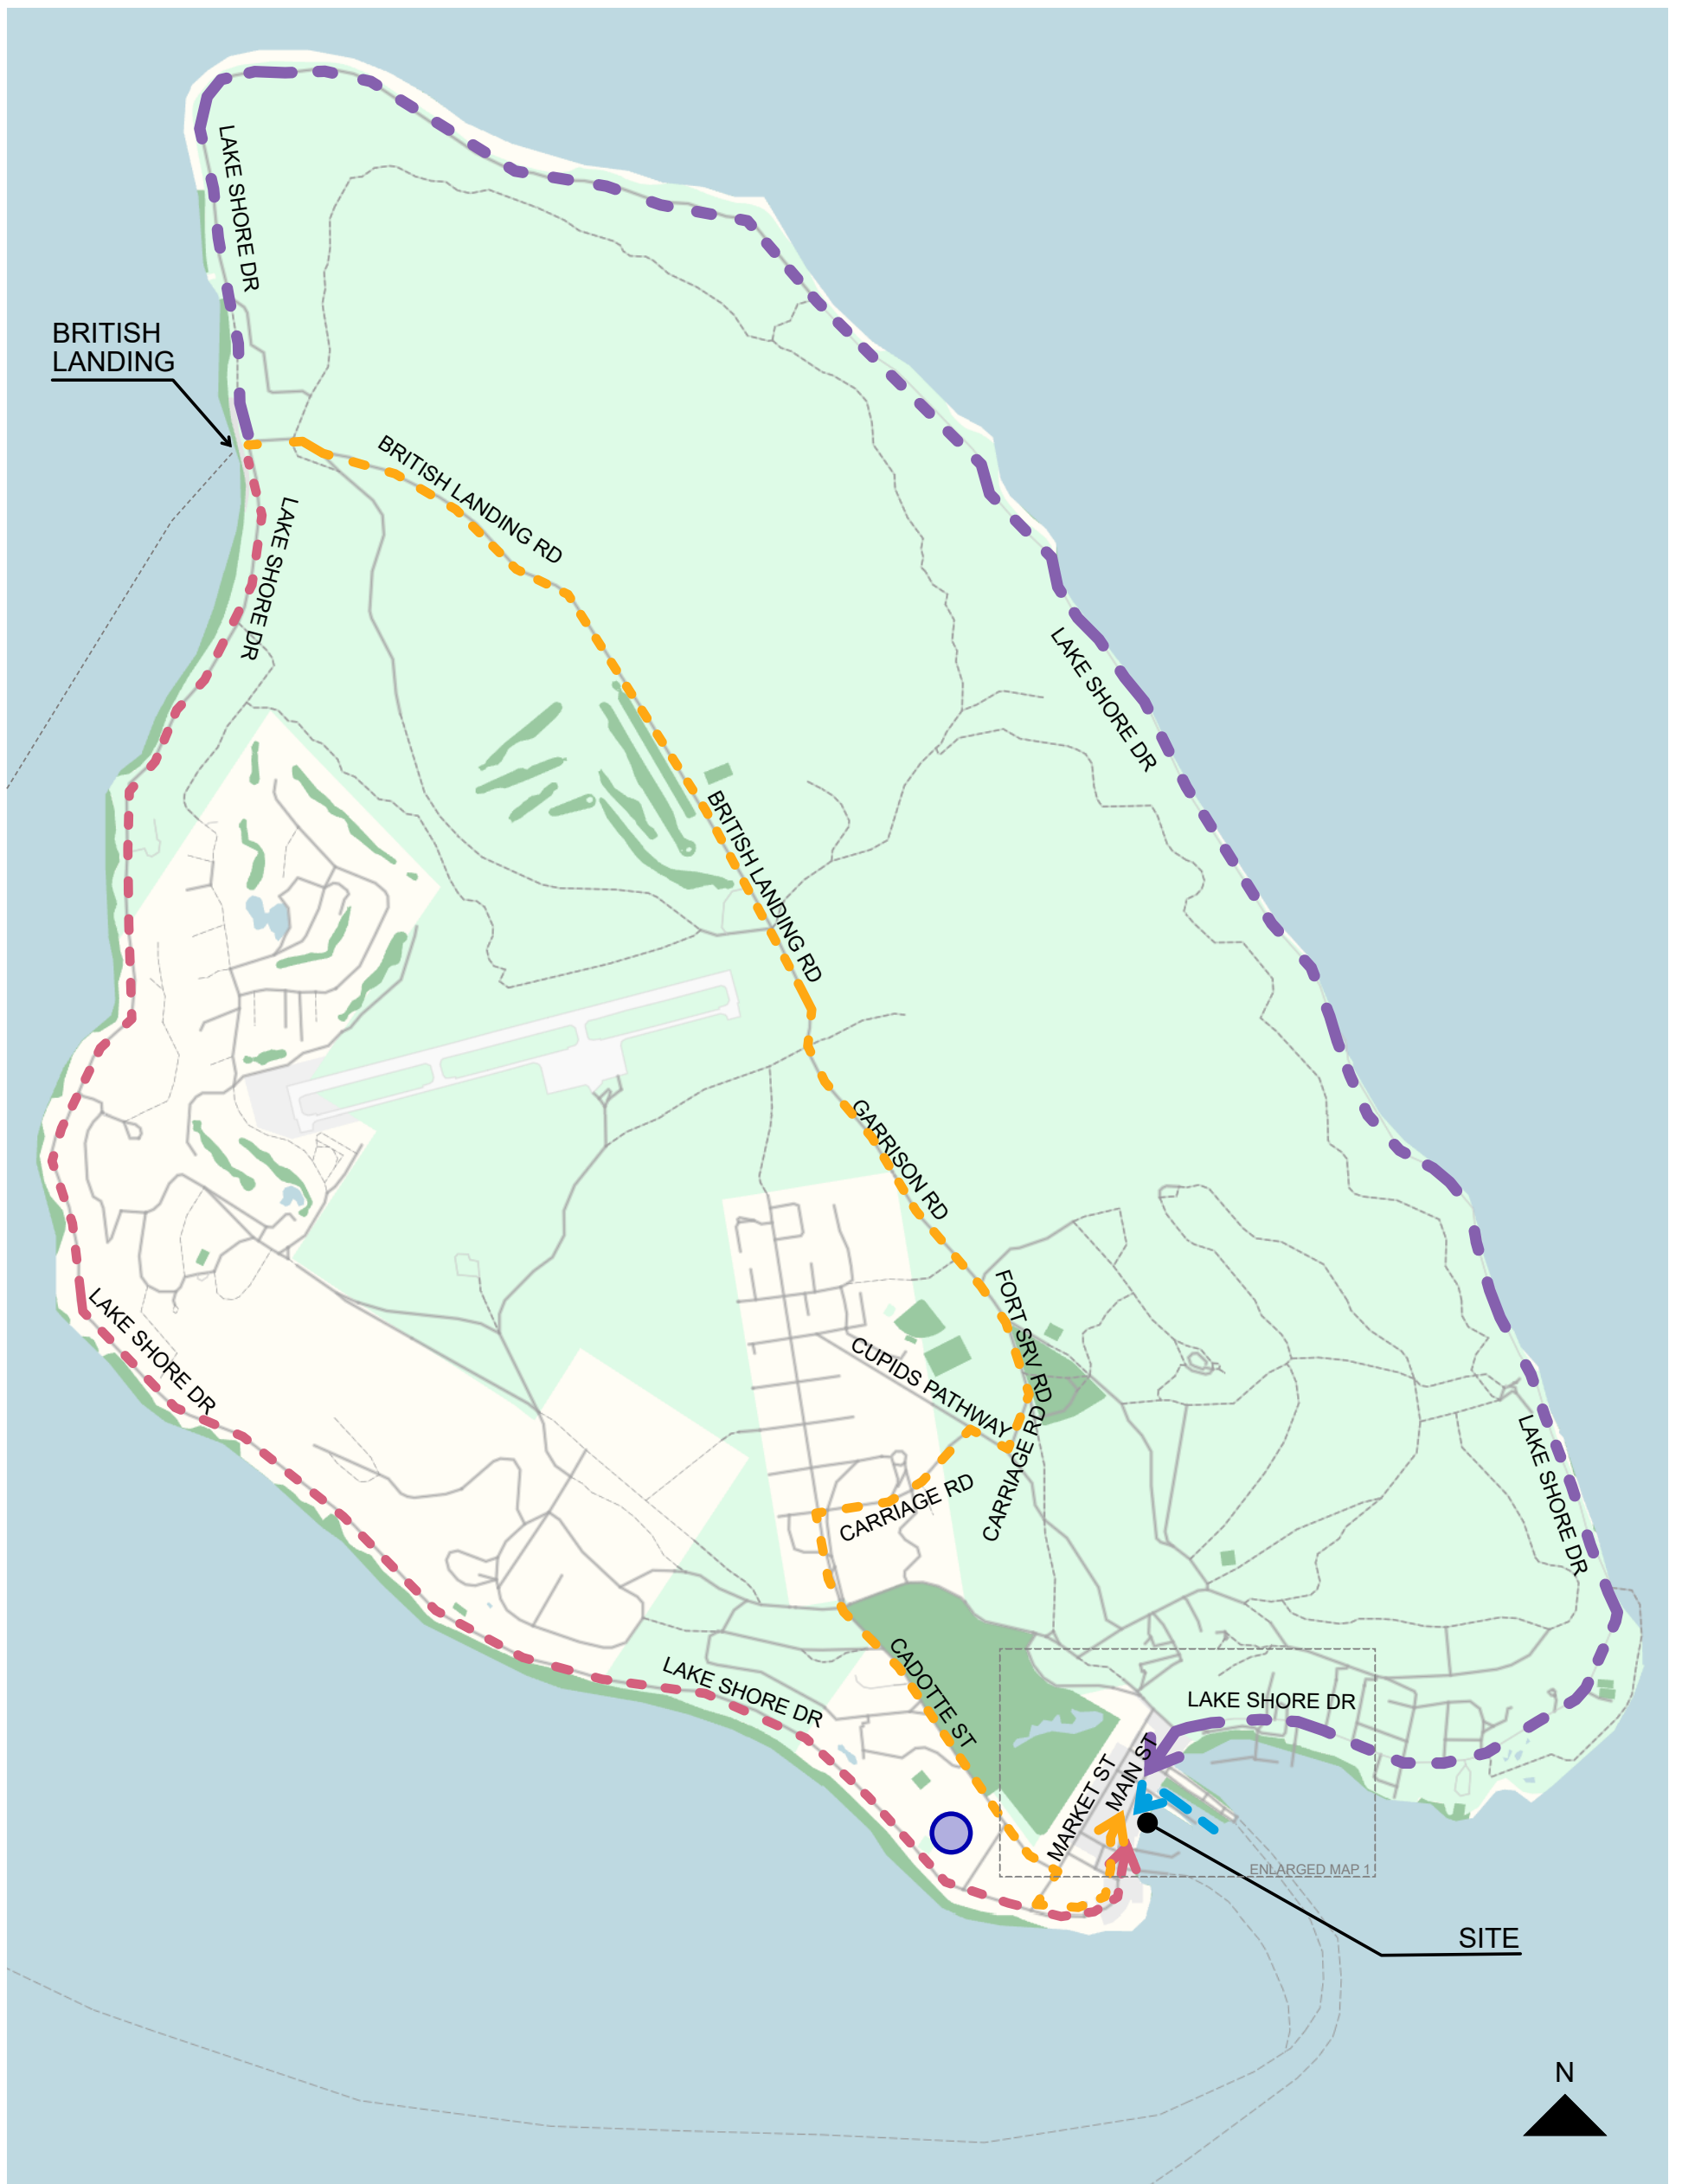 LAKE SHORE DR
BRITISH
LANDING
BRITISH LANDING RD
LAKE SHORE DR
LAKE SHORE DR
BRITISH LANDING RD
GARRISON RD
FORT SRV RD
LAKE SHORE DR
CUPIDS PATHWAY
CARRIAGE RD
CARRIAGE RD
LAKE SHORE DR
CADOTTE ST
LAKE SHORE DR
LAKE SHORE DR
MARKET ST
MAIN ST
ENLARGED MAP 1
SITE
N